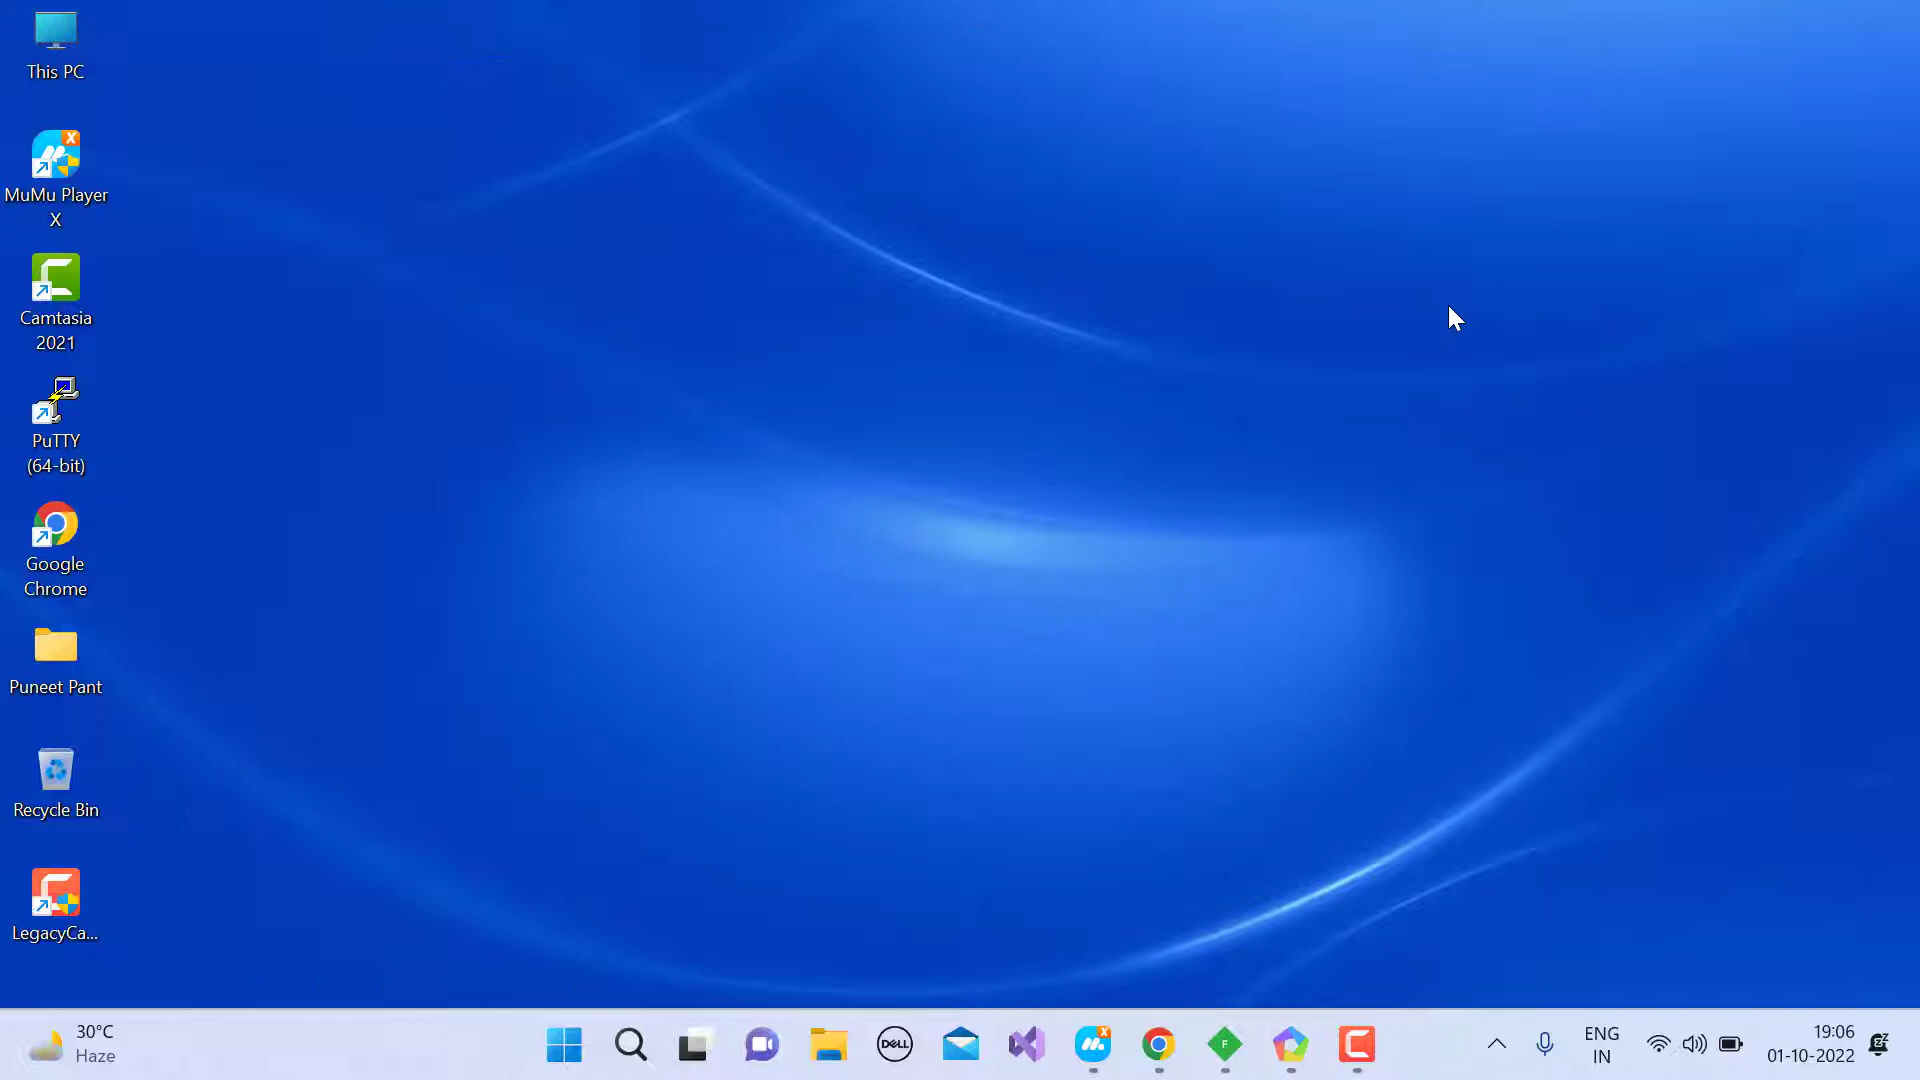 This PC
MuMu Player
X
Camtasia
2021
PuTTY
(64-bit)
Google
Chrome
Puneet Pant
Recycle Bin
LegacyCa...
30°C
Haze
DELL
F
ENG
IN
19:06
01-10-2022